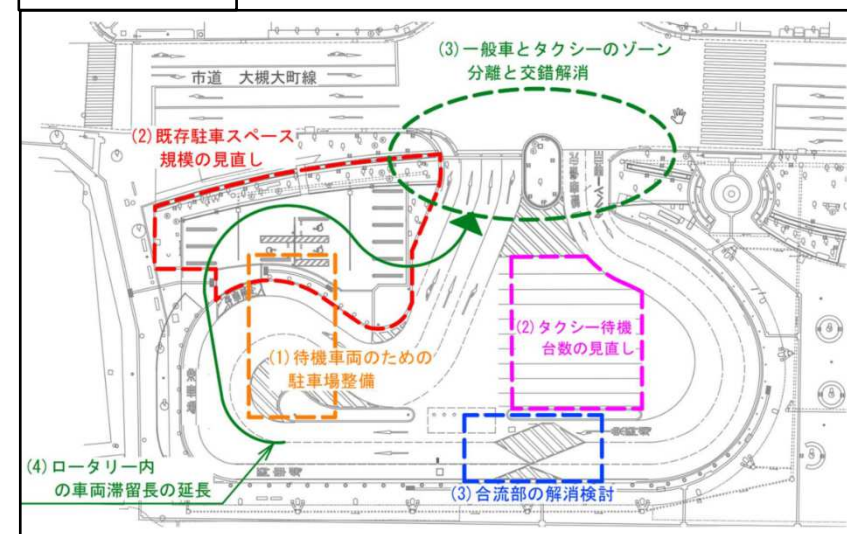 (3)一般車とタクシーのゾーン
分離と交錯解消
市道 大槻大町線
(2)既存駐車スペース
規模の見直し
(2)タクシー待機
台数の見直し
(1)待機車両のための
駐車場整備
(4)ロータリー内
の車両滞留長の延長
(3)合流部の解消検討